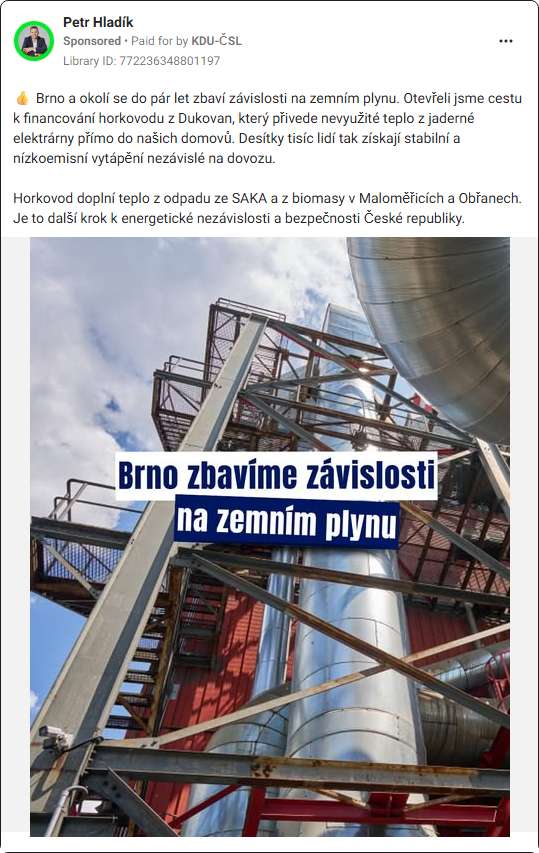 Petr Hladík
Sponsored • Paid for by KDU-ČSL
Library ID: 772236348801197
👍 Brno a okolí se do pár let zbaví závislosti na zemním plynu. Otevřeli jsme cestu
k financování horkovodu z Dukovan, který přivede nevyužité teplo z jaderné
elektrárny přímo do našich domovů. Desítky tisíc lidí tak získají stabilní a
nízkoemisní vytápění nezávislé na dovozu.
Horkovod doplní teplo z odpadu ze SAKA a z biomasy v Maloměřicích a Obřanech.
Je to další krok k energetické nezávislosti a bezpečnosti České republiky.
Brno zbavíme závislosti
na zemním plynu